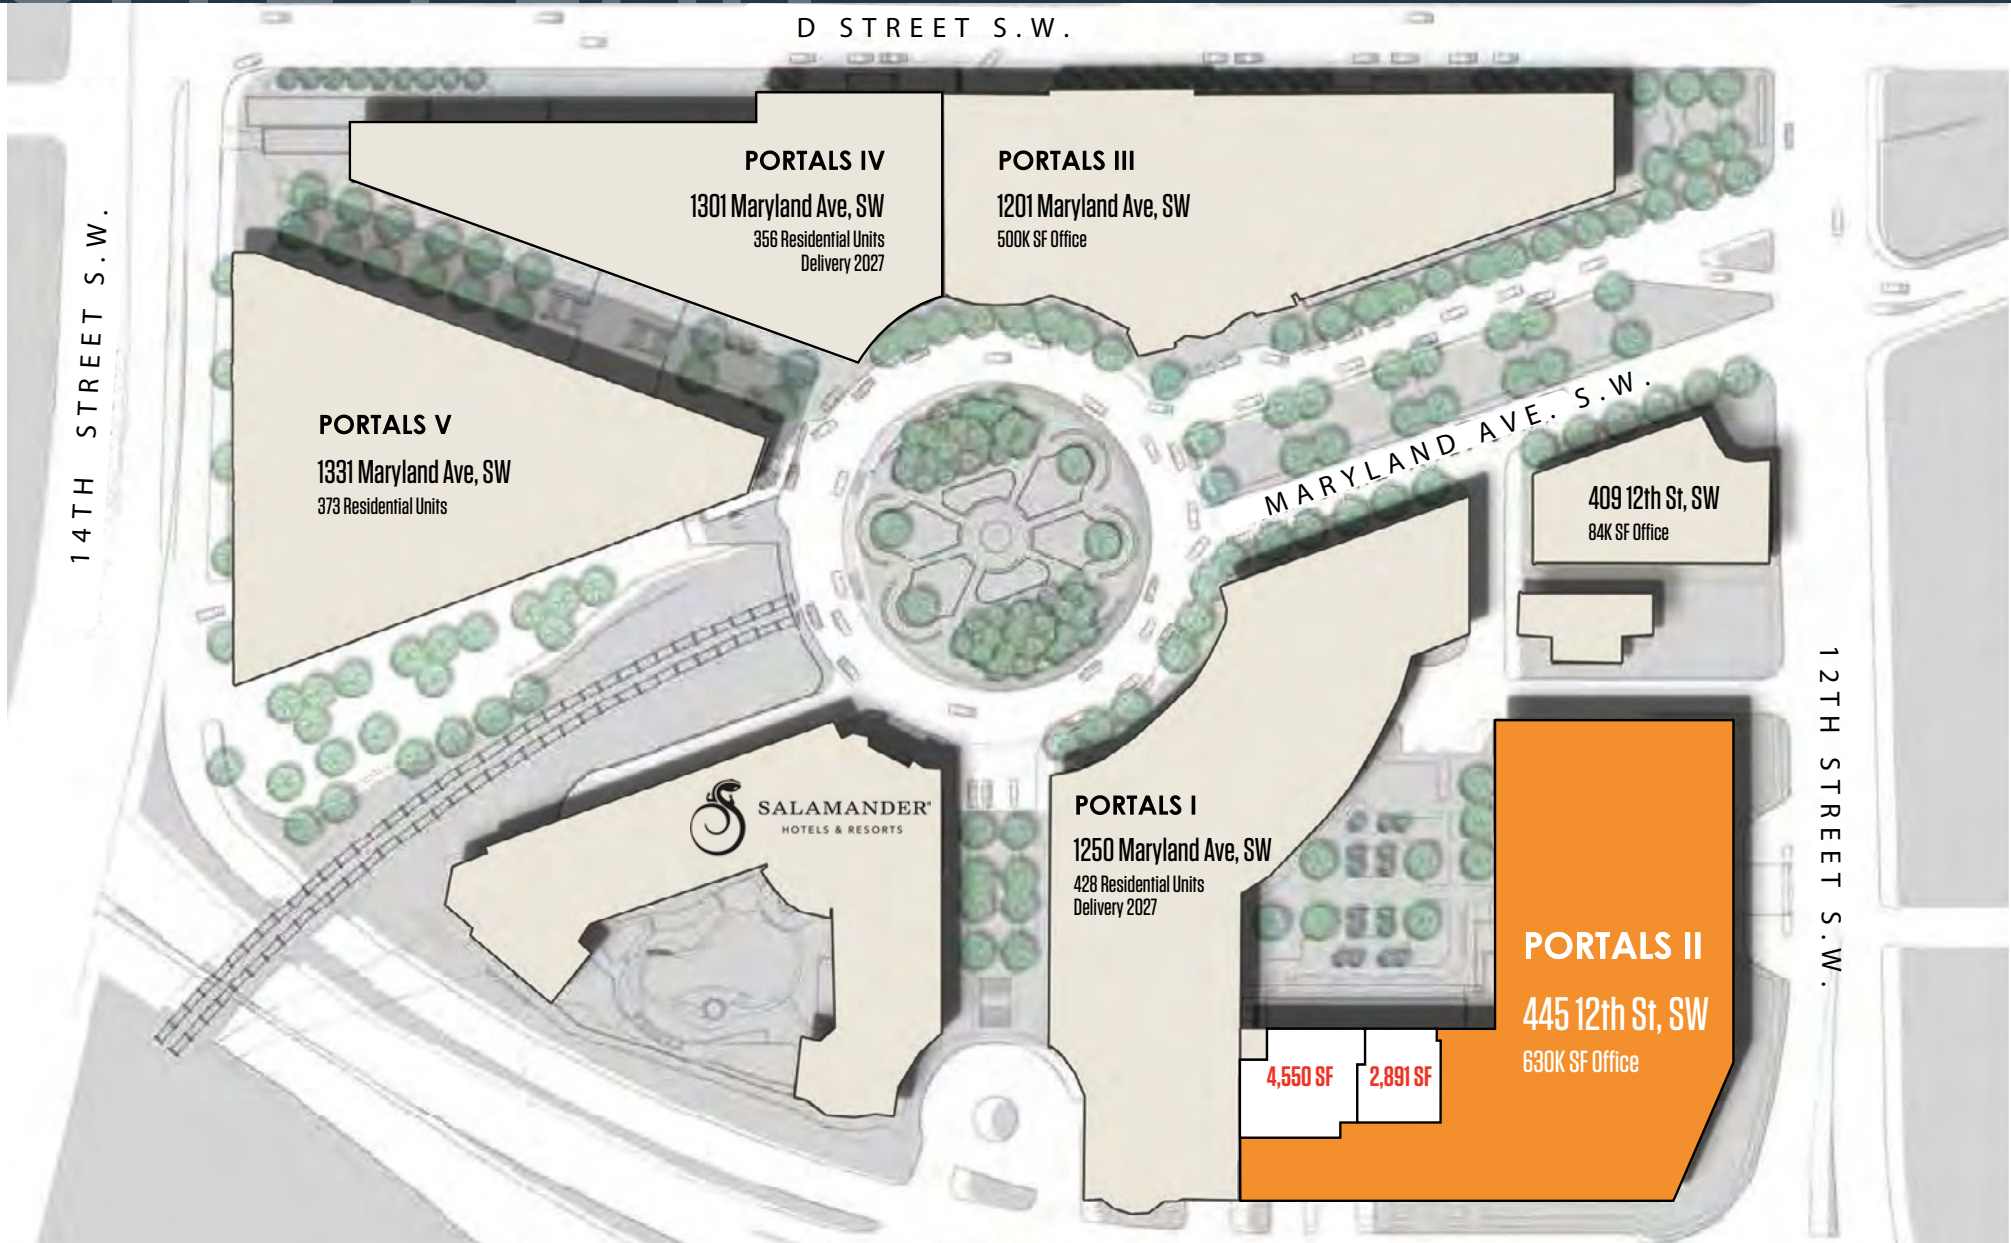 D STREET S.W.
PORTALS IV
1301 Maryland Ave, SW
356 Residential Units
Delivery 2027
PORTALS III
1201 Maryland Ave, SW
500K SF Office
14TH STREET S.W.
PORTALS V
1331 Maryland Ave, SW
373 Residential Units
MARYLAND AVE. S.W.
409 12th St, SW
84K SF Office
12TH STREET S.W.
SALAMANDER®
HOTELS & RESORTS
PORTALS I
1250 Maryland Ave, SW
428 Residential Units
Delivery 2027
PORTALS II
445 12th St, SW
630K SF Office
4,550 SF
2,891 SF